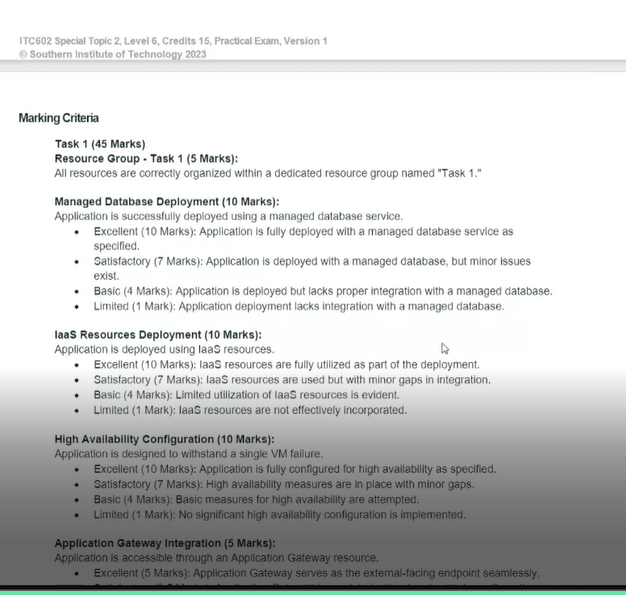 ITC602 Special Topic 2, Level 6, Credits 15, Practical Exam, Version 1
© Southern Institute of Technology 2023
Marking Criteria
Task 1 (45 Marks)
Resource Group - Task 1 (5 Marks):
All resources are correctly organized within a dedicated resource group named "Task 1."
Managed Database Deployment (10 Marks):
Application is successfully deployed using a managed database service.
• Excellent (10 Marks): Application is fully deployed with a managed database service as
specified.
• Satisfactory (7 Marks): Application is deployed with a managed database, but minor issues
exist.
• Basic (4 Marks): Application is deployed but lacks proper integration with a managed database.
• Limited (1 Mark): Application deployment lacks integration with a managed database.
IaaS Resources Deployment (10 Marks):
Application is deployed using IaaS resources.
• Excellent (10 Marks): IaaS resources are fully utilized as part of the deployment.
• Satisfactory (7 Marks): IaaS resources are used but with minor gaps in integration.
• Basic (4 Marks): Limited utilization of IaaS resources is evident.
• Limited (1 Mark): IaaS resources are not effectively incorporated.
High Availability Configuration (10 Marks):
Application is designed to withstand a single VM failure.
• Excellent (10 Marks): Application is fully configured for high availability as specified.
• Satisfactory (7 Marks): High availability measures are in place with minor gaps.
• Basic (4 Marks): Basic measures for high availability are attempted.
• Limited (1 Mark): No significant high availability configuration is implemented.
Application Gateway Integration (5 Marks):
Application is accessible through an Application Gateway resource.
• Excellent (5 Marks): Application Gateway serves as the external-facing endpoint seamlessly.